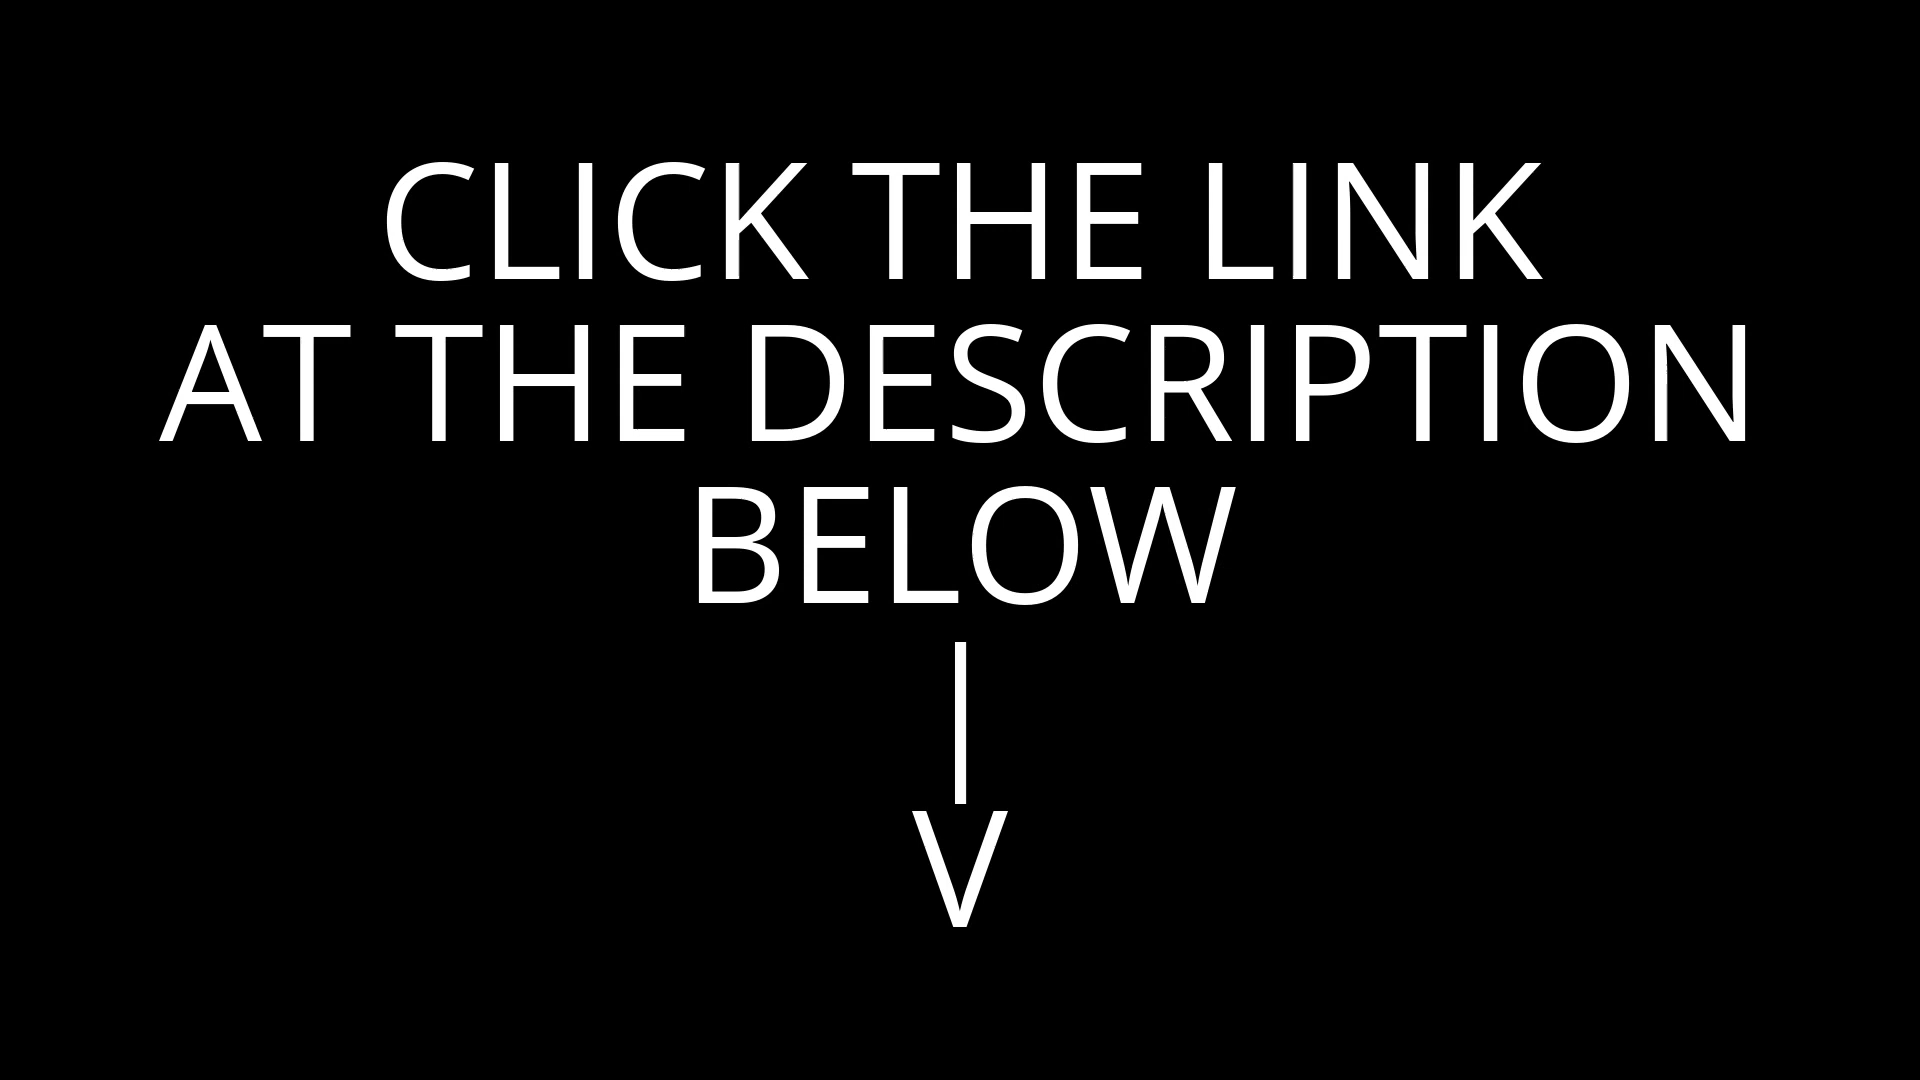 CLICK THE LINK
AT THE DESCRIPTION
BELOW
|
V